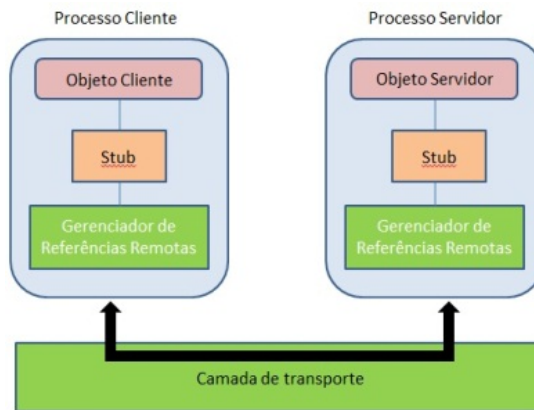 Processo Cliente
Processo Servidor
Objeto Cliente
Objeto Servidor
Stub
Stub
Gerenciador de
Referências Remotas
Gerenciador de
Referências Remotas
Camada de transporte